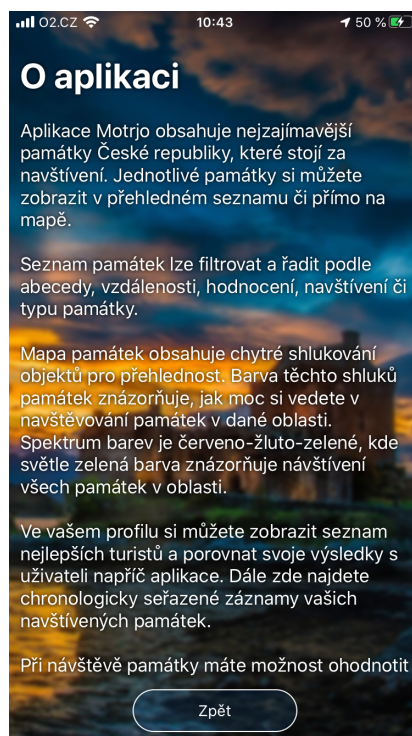 O2.CZ 10:43 50 %
O aplikaci
Aplikace Motrjo obsahuje nejzajímavější
památky České republiky, které stojí za
navštívení. Jednotlivé památky si můžete
zobrazit v přehledném seznamu či přímo na
mapě.
Seznam památek lze filtrovat a řadit podle
abecedy, vzdálenosti, hodnocení, navštívení či
typu památky.
Mapa památek obsahuje chytré shlukování
objektů pro přehlednost. Barva těchto shluků
památek znázorňuje, jak moc si vedete v
navštěvování památek v dané oblasti.
Spektrum barev je červeno-žluto-zelené, kde
světle zelená barva znázorňuje návštívení
všech památek v oblasti.
Ve vašem profilu si můžete zobrazit seznam
nejlepších turistů a porovnat svoje výsledky s
uživateli napříč aplikace. Dále zde najdete
chronologicky seřazené záznamy vašich
navštívených památek.
Při návštěvě památky máte možnost ohodnotit
Zpět